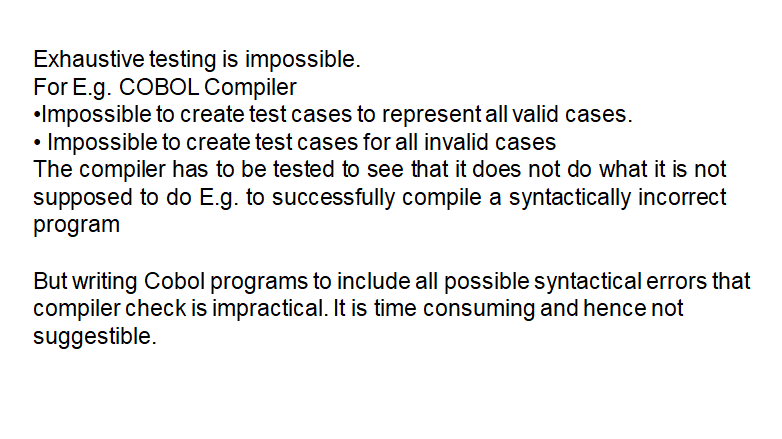 Exhaustive testing is impossible.
For E.g. COBOL Compiler
•Impossible to create test cases to represent all valid cases.
• Impossible to create test cases for all invalid cases
The compiler has to be tested to see that it does not do what it is not
supposed to do E.g. to successfully compile a syntactically incorrect
program
But writing Cobol programs to include all possible syntactical errors that
compiler check is impractical. It is time consuming and hence not
suggestible.